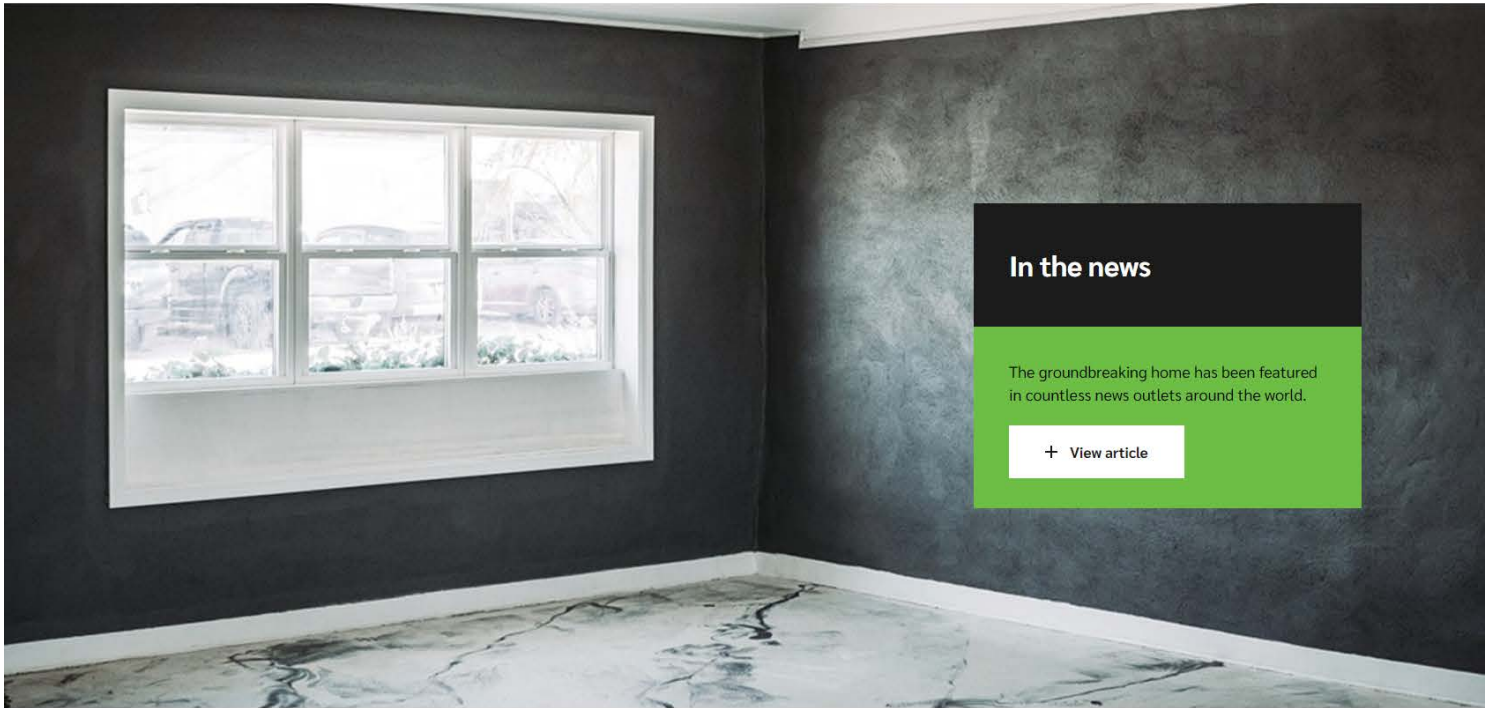 In the news
The groundbreaking home has been featured
in countless news outlets around the world.
+ View article